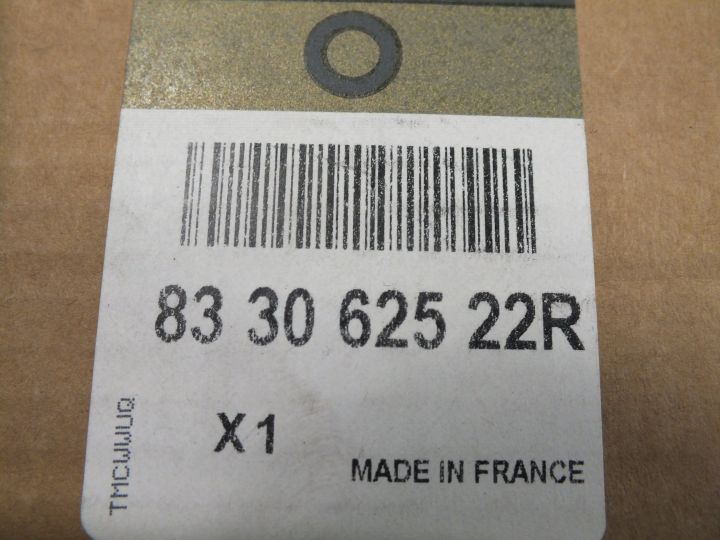 83 30 625 22R
X1
TMCWWUQ
MADE IN FRANCE